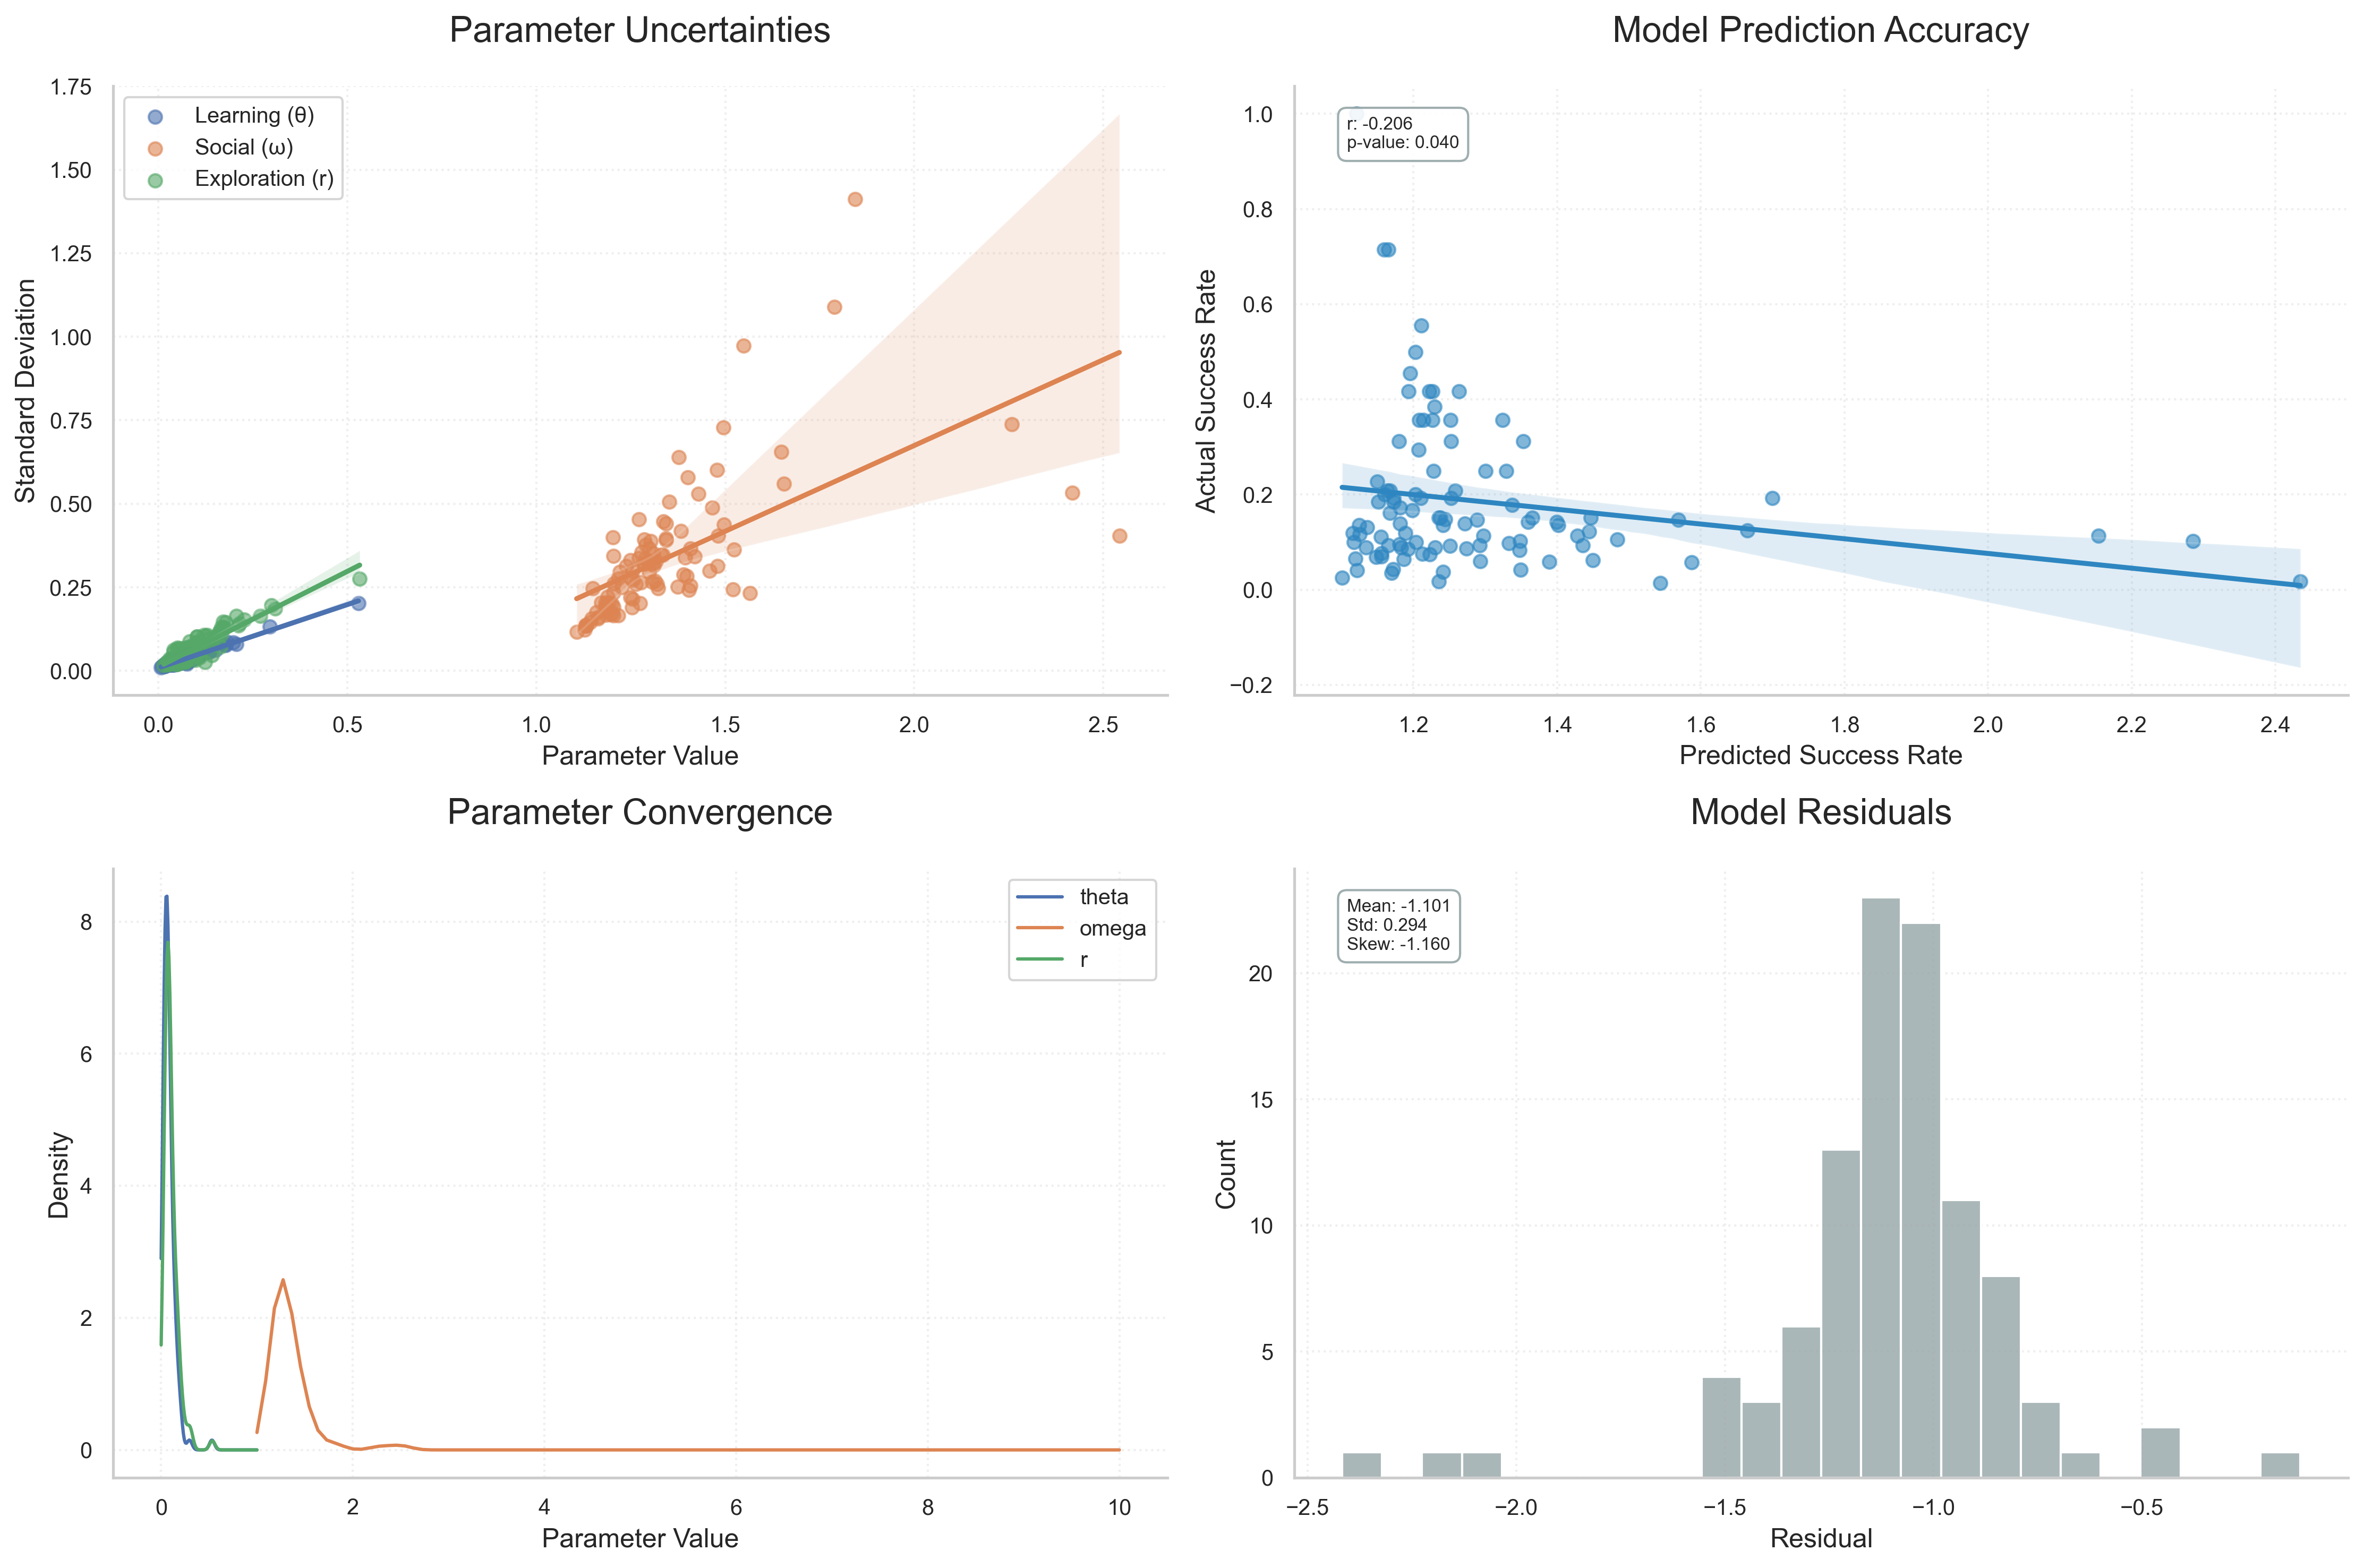 Parameter Uncertainties
Standard Deviation
1.75
1.50
1.25
1.00
0.75
0.50
0.25
0.00
Learning (θ)
Social (ω)
Exploration (r)
0.0 0.5 1.0 1.5 2.0 2.5
Parameter Value
Model Prediction Accuracy
Actual Success Rate
1.0
0.8
0.6
0.4
0.2
0.0
−0.2
r: -0.206
p-value: 0.040
1.2 1.4 1.6 1.8 2.0 2.2 2.4
Predicted Success Rate
Parameter Convergence
Density
8
6
4
2
0
theta
omega
r
0 2 4 6 8 10
Parameter Value
Model Residuals
Count
20
15
10
5
0
Mean: -1.101
Std: 0.294
Skew: -1.160
−2.5 −2.0 −1.5 −1.0 −0.5
Residual